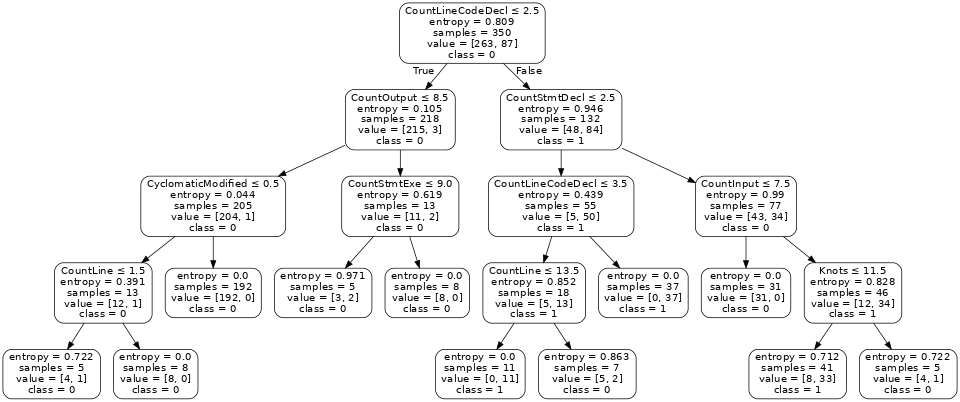 CountLineCodeDecl ≤ 2.5
entropy = 0.809
samples = 350
value = [263, 87]
class = 0
True
False
CountOutput ≤ 8.5
entropy = 0.105
samples = 218
value = [215, 3]
class = 0
CountStmtDecl ≤ 2.5
entropy = 0.946
samples = 132
value = [48, 84]
class = 1
CyclomaticModified ≤ 0.5
entropy = 0.044
samples = 205
value = [204, 1]
class = 0
CountStmtExe ≤ 9.0
entropy = 0.619
samples = 13
value = [11, 2]
class = 0
CountLineCodeDecl ≤ 3.5
entropy = 0.439
samples = 55
value = [5, 50]
class = 1
CountInput ≤ 7.5
entropy = 0.99
samples = 77
value = [43, 34]
class = 0
CountLine ≤ 1.5
entropy = 0.391
samples = 13
value = [12, 1]
class = 0
entropy = 0.0
samples = 192
value = [192, 0]
class = 0
entropy = 0.971
samples = 5
value = [3, 2]
class = 0
entropy = 0.0
samples = 8
value = [8, 0]
class = 0
CountLine ≤ 13.5
entropy = 0.852
samples = 18
value = [5, 13]
class = 1
entropy = 0.0
samples = 37
value = [0, 37]
class = 1
entropy = 0.0
samples = 31
value = [31, 0]
class = 0
Knots ≤ 11.5
entropy = 0.828
samples = 46
value = [12, 34]
class = 1
entropy = 0.722
samples = 5
value = [4, 1]
class = 0
entropy = 0.0
samples = 8
value = [8, 0]
class = 0
entropy = 0.0
samples = 11
value = [0, 11]
class = 1
entropy = 0.863
samples = 7
value = [5, 2]
class = 0
entropy = 0.712
samples = 41
value = [8, 33]
class = 1
entropy = 0.722
samples = 5
value = [4, 1]
class = 0